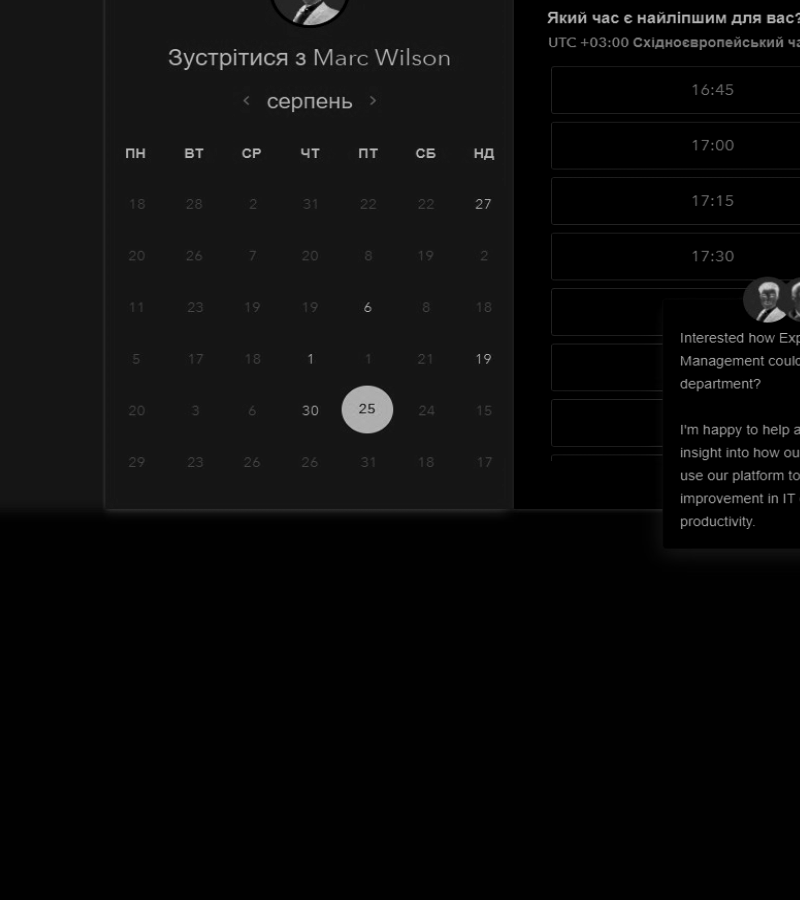 Зустрітися з Marc Wilson
серпень
ПН ВТ СР ЧТ ПТ СБ НД
18 28 2 31 22 22 27
20 26 7 20 8 19 2
11 23 19 19 6 8 18
5 17 18 1 1 21 19
20 3 6 30 25 24 15
29 23 26 26 31 18 17
Який час є найліпшим для вас?
UTC +03:00 Східноєвропейський ча
16:45
17:00
17:15
17:30
Interested how Exp
Management could
department?
I'm happy to help a
insight into how ou
use our platform to
improvement in IT
productivity.